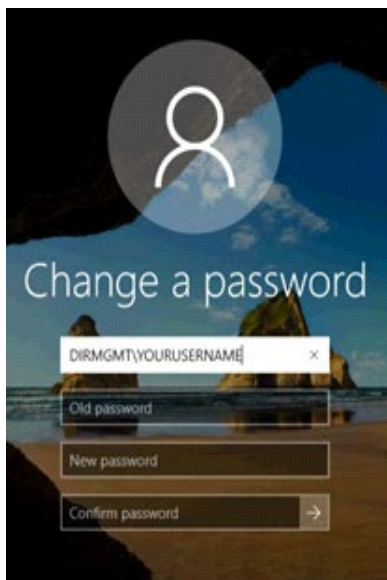 Change a password
DIRMGMT\YOURUSERNAME
Old password
New password
Confirm password